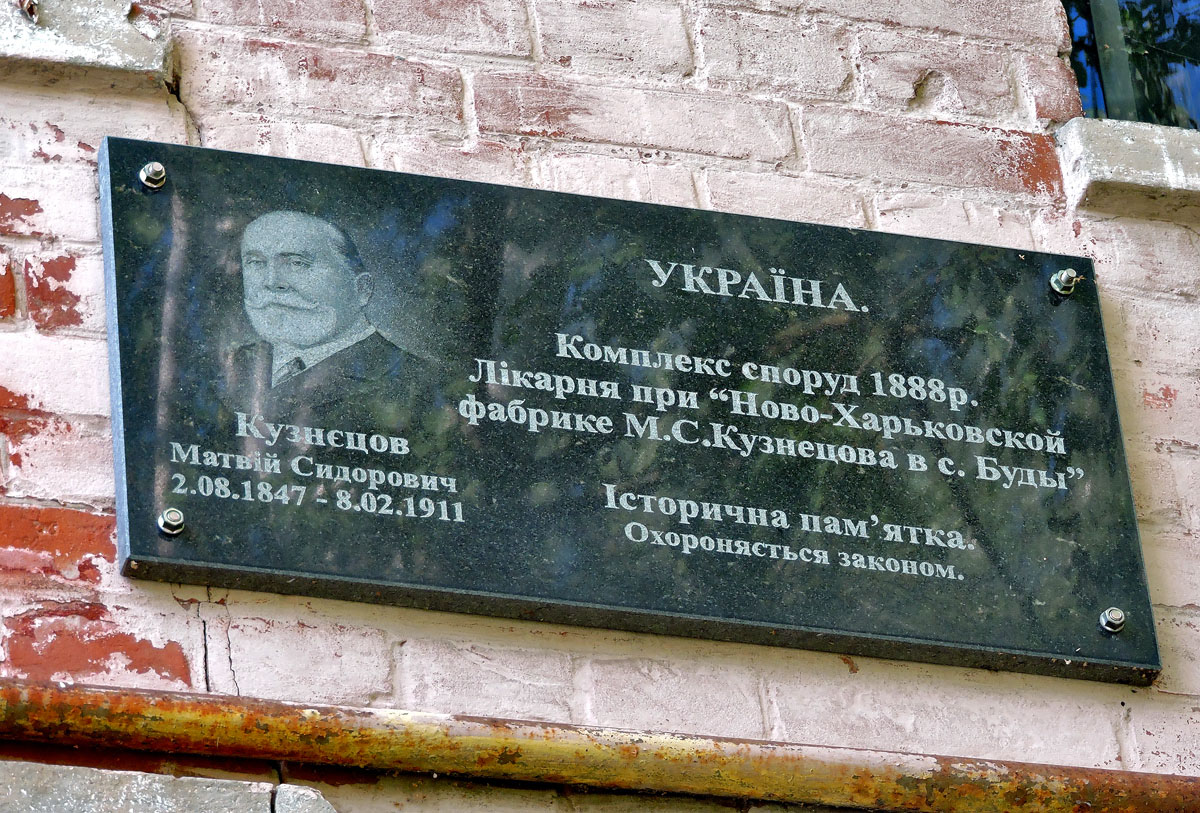 УКРАЇНА.
Комплекс споруд 1888р.
Лікарня при “Ново-Харьковской
фабрике М.С.Кузнецова в с. Буды”
Історична пам’ятка.
Охороняється законом.
Кузнєцов
Матвій Сидорович
2.08.1847 - 8.02.1911